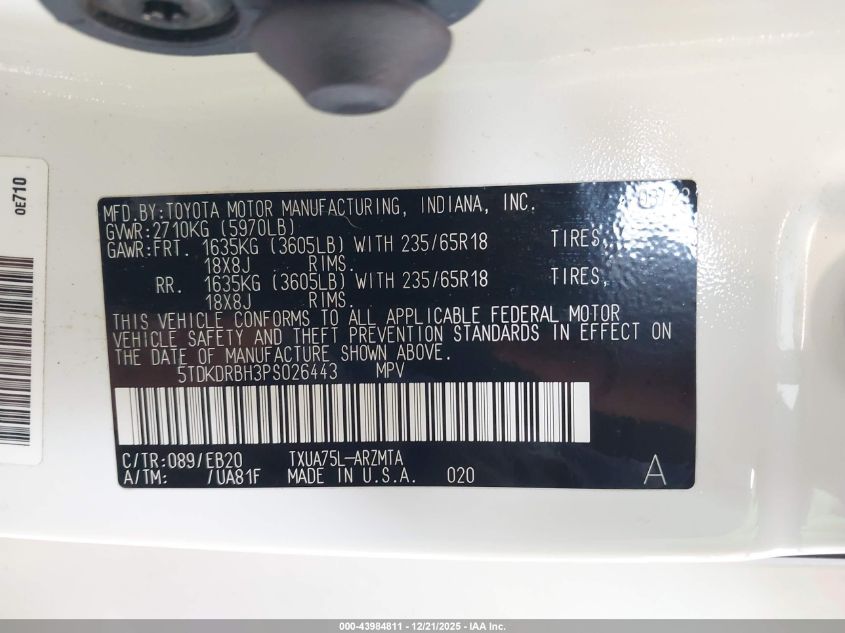 MFD.BY:TOYOTA MOTOR MANUFACTURING, INDIANA, INC.
GVWR:2710KG (5970LB)
GAWR:FRT. 1635KG (3605LB) WITH 235/65R18 TIRES,
18X8J RIMS.
RR. 1635KG (3605LB) WITH 235/65R18 TIRES,
18X8J RIMS.
THIS VEHICLE CONFORMS TO ALL APPLICABLE FEDERAL MOTOR
VEHICLE SAFETY AND THEFT PREVENTION STANDARDS IN EFFECT ON
THE DATE OF MANUFACTURE SHOWN ABOVE.
5TDKDRBH3PS026443 MPV
C/TR:089/EB20 TXUA75L-ARZMTA
A/TM: /UA81F MADE IN U.S.A. 020 A
0E710
000-43984811 - 12/21/2025 - IAA Inc.